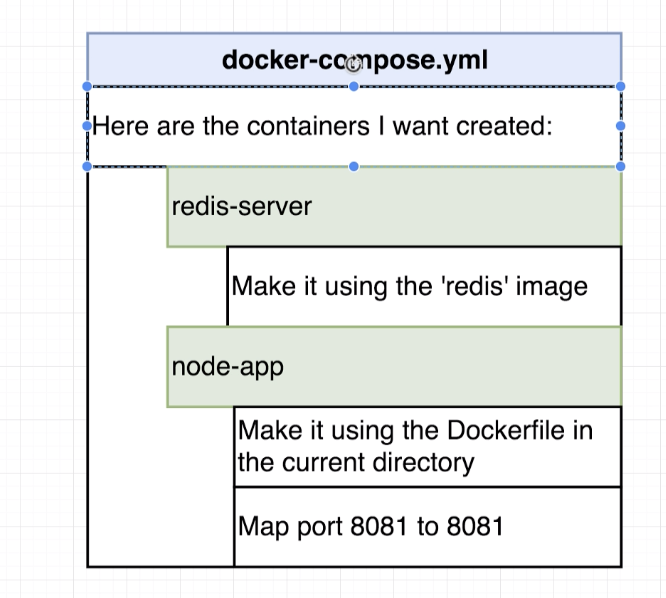 docker-compose.yml
Here are the containers I want created:
redis-server
Make it using the 'redis' image
node-app
Make it using the Dockerfile in
the current directory
Map port 8081 to 8081